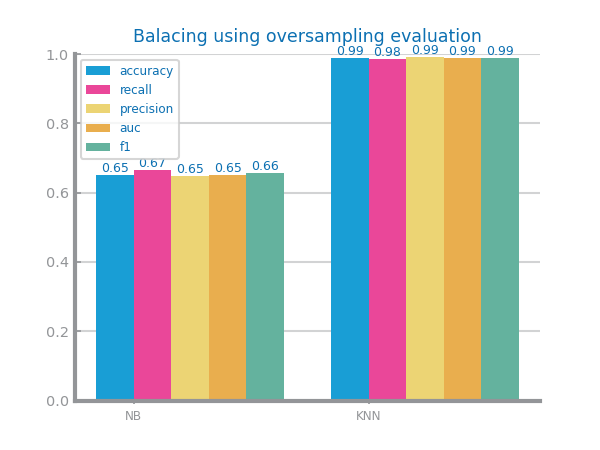 Balacing using oversampling evaluation
0.99 0.98 0.99 0.99 0.99
1.0
accuracy
recall
precision
auc
f1
0.8
0.65 0.67 0.65 0.65 0.66
0.6
0.4
0.2
0.0
NB KNN